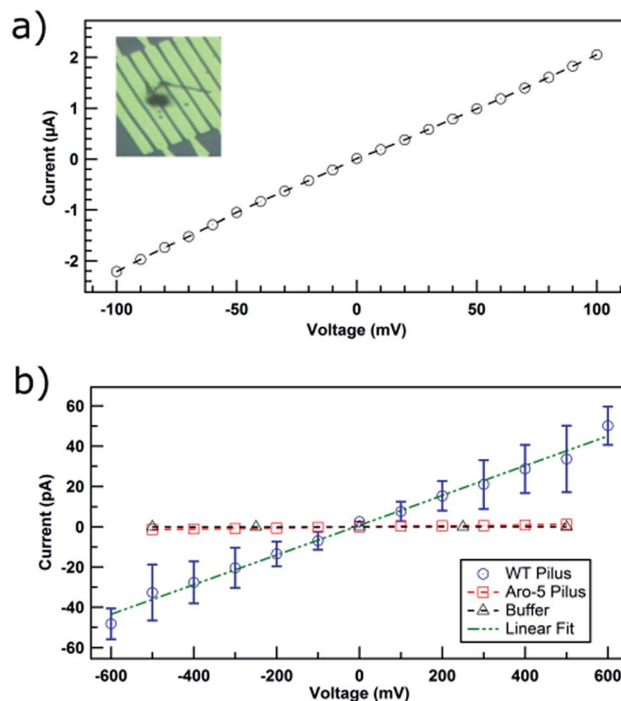 a)
2
1
0
-1
-2
Current (µA)
-100
-50
0
50
100
Voltage (mV)
b)
60
40
20
0
-20
-40
-60
Current (pA)
WT Pilus
Aro-5 Pilus
Buffer
Linear Fit
-600
-400
-200
0
200
400
600
Voltage (mV)